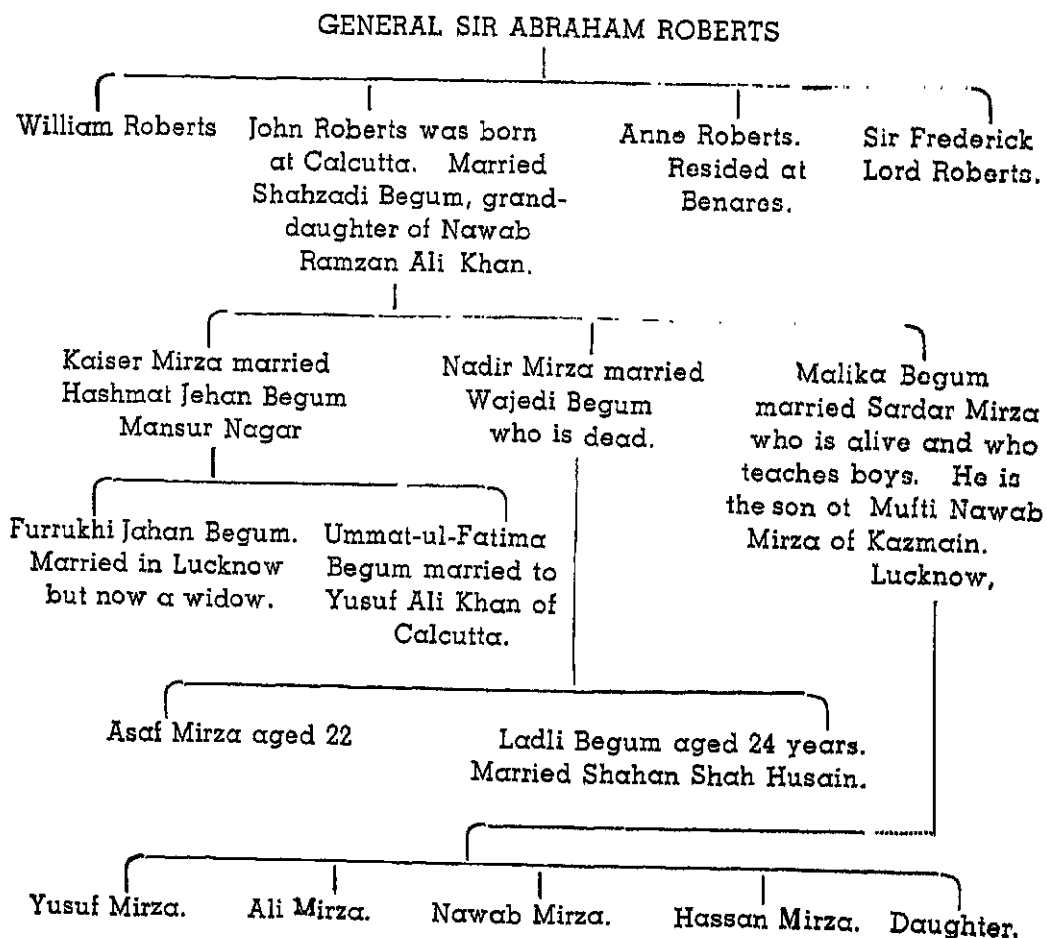 GENERAL SIR ABRAHAM ROBERTS
William Roberts
John Roberts was born
at Calcutta. Married
Shahzadi Begum, grand-
daughter of Nawab
Ramzan Ali Khan.
Anne Roberts.
Resided at
Benares.
Sir Frederick
Lord Roberts.
Kaiser Mirza married
Hashmat Jehan Begum
Mansur Nagar
Nadir Mirza married
Wajedi Begum
who is dead.
Malika Begum
married Sardar Mirza
who is alive and who
teaches boys. He is
the son ot Mufti Nawab
Mirza of Kazmain.
Lucknow,
Furrukhi Jahan Begum.
Married in Lucknow
but now a widow.
Ummat-ul-Fatima
Begum married to
Yusuf Ali Khan of
Calcutta.
Asaf Mirza aged 22
Ladli Begum aged 24 years.
Married Shahan Shah Husain.
Yusuf Mirza.
Ali Mirza.
Nawab Mirza.
Hassan Mirza.
Daughter.